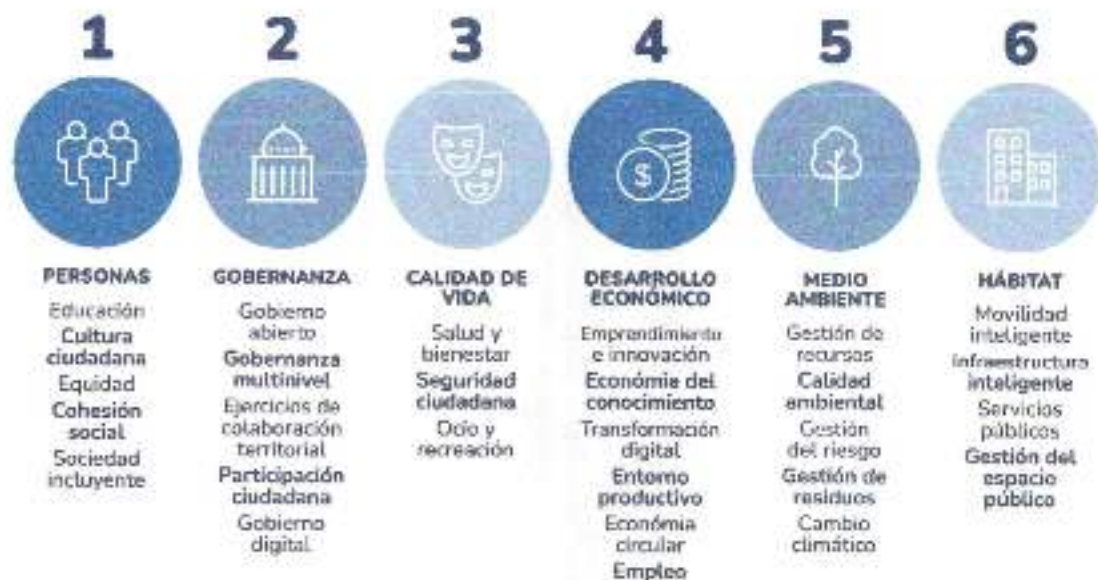 1
2
3
4
5
6
$
PERSONAS
Educación
Cultura
ciudadana
Equidad
Cohesión
social
Sociedad
incluyente
GOBERNANZA
Gobierno
abierto
Gobernanza
multinivel
Ejercicios de
colaboración
territorial
Participación
ciudadana
Gobierno
digital
CALIDAD DE
VIDA
Salud y
bienestar
Seguridad
ciudadana
Ocio y
recreación
DESARROLLO
ECONÓMICO
Emprendimiento
e innovación
Económia del
conocimiento
Transformación
digital
Entorno
productivo
Económia
circular
Empleo
MEDIO
AMBIENTE
Gestión de
recursos
Calidad
ambiental
Gestión
del riesgo
Gestión de
residuos
Cambio
climático
HÁBITAT
Movilidad
inteligente
Infraestructura
inteligente
Servicios
públicos
Gestión del
espacio
público